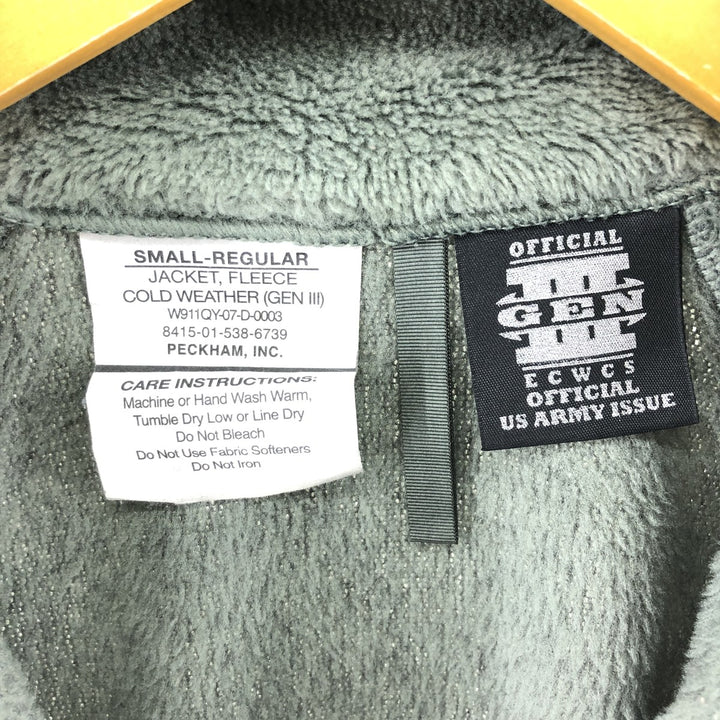 SMALL-REGULAR
JACKET, FLEECE
COLD WEATHER (GEN III)
W911QY-07-D-0003
8415-01-538-6739
PECKHAM, INC.
CARE INSTRUCTIONS:
Machine or Hand Wash Warm,
Tumble Dry Low or Line Dry
Do Not Bleach
Do Not Use Fabric Softeners
Do Not Iron
OFFICIAL
III
GEN
ECWCS
OFFICIAL
US ARMY ISSUE